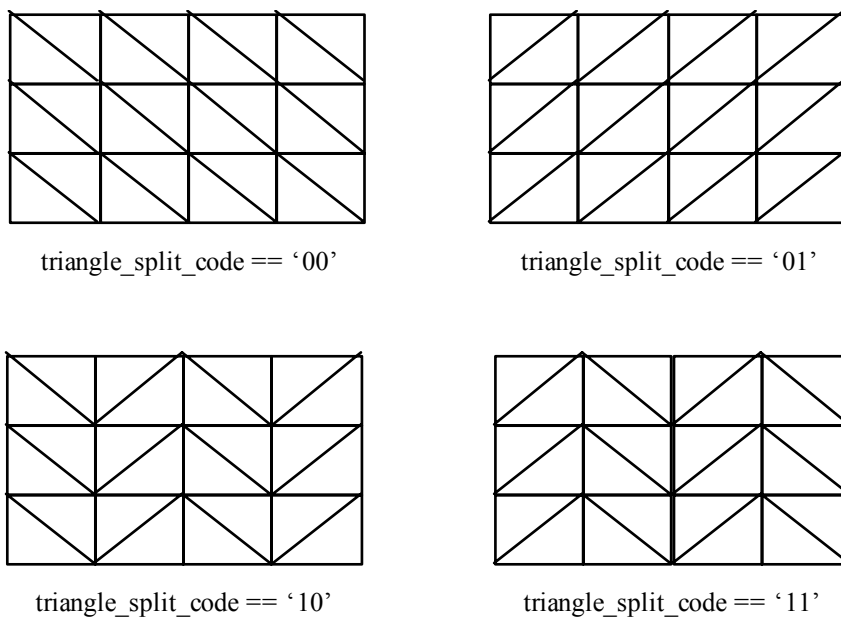 triangle_split_code == ‘00’
triangle_split_code == ‘01’
triangle_split_code == ‘10’
triangle_split_code == ‘11’